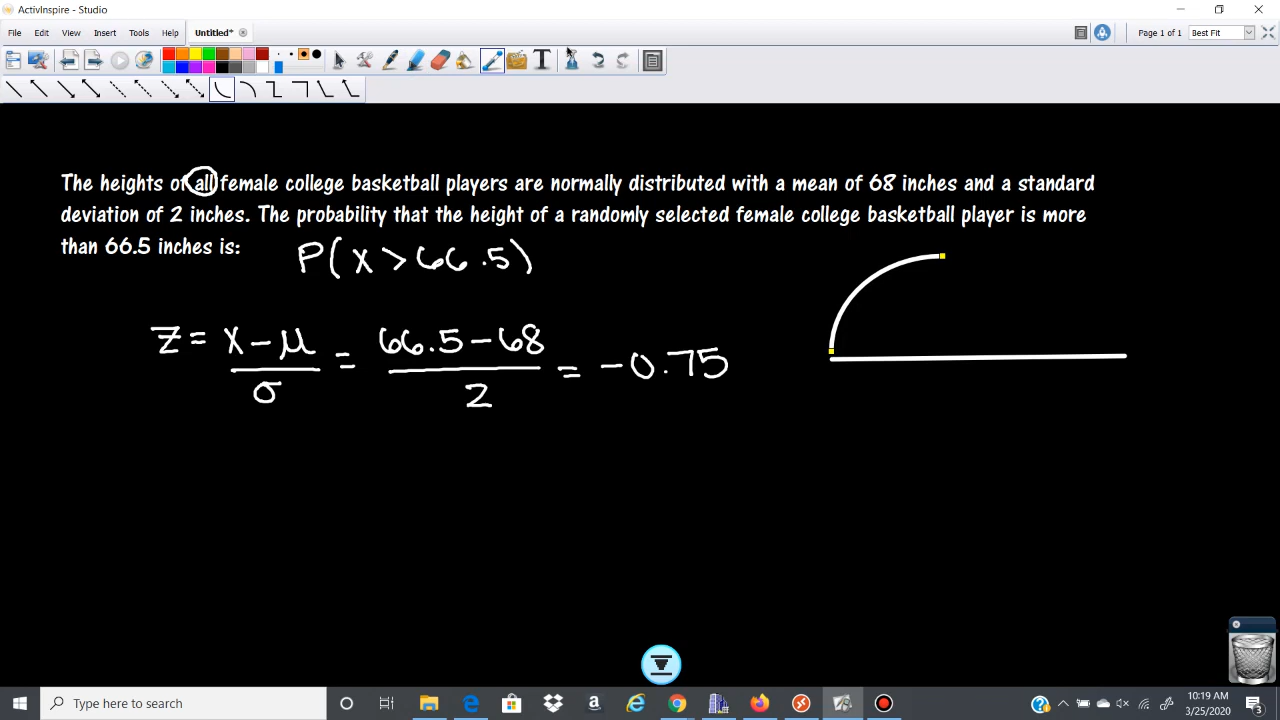 ActivInspire - Studio
File Edit View Insert Tools Help Untitled* Page 1 of 1 Best Fit
The heights of all female college basketball players are normally distributed with a mean of 68 inches and a standard
deviation of 2 inches. The probability that the height of a randomly selected female college basketball player is more
than 66.5 inches is: P(X>66.5)
Z = X-μ/σ = 66.5-68/2 = -0.75
Type here to search
10:19 AM
3/25/2020
3